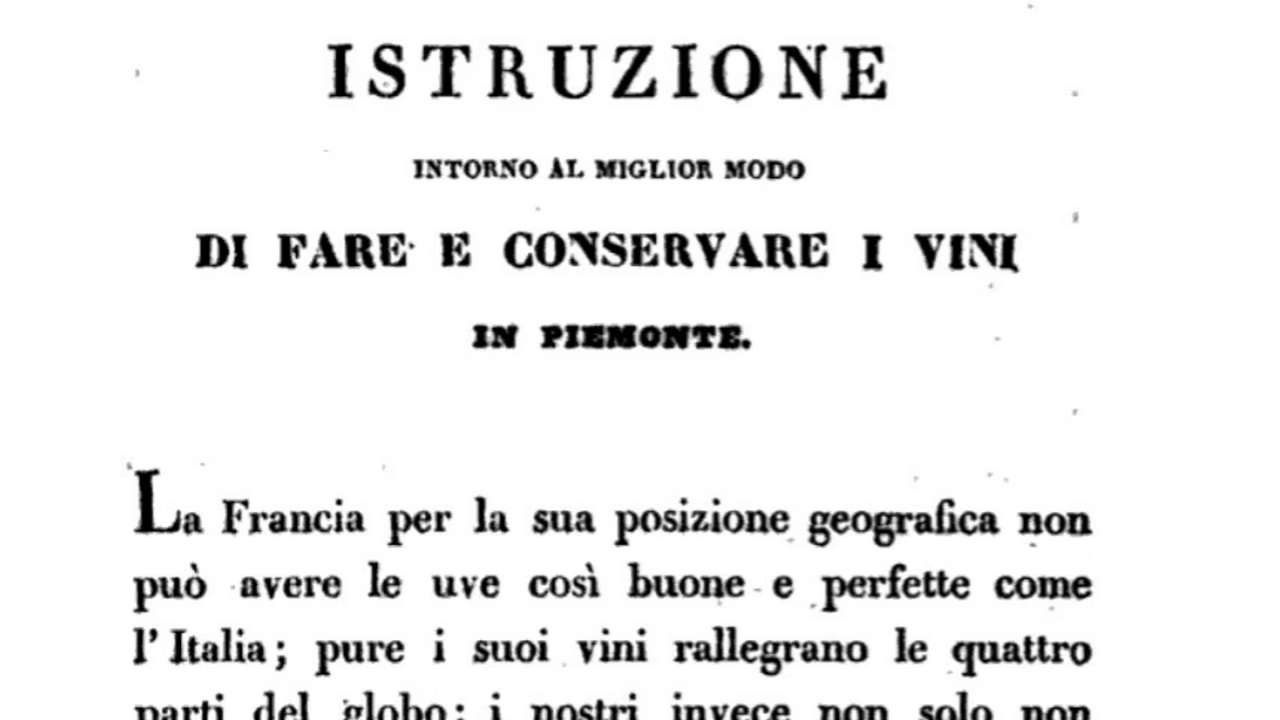 ISTRUZIONE
INTORNO AL MIGLIOR MODO
DI FARE E CONSERVARE I VINI
IN PIEMONTE.
La Francia per la sua posizione geografica non
può avere le uve così buone e perfette come
l' Italia; pure i suoi vini rallegrano le quattro
parti del globo; i nostri invece non solo non